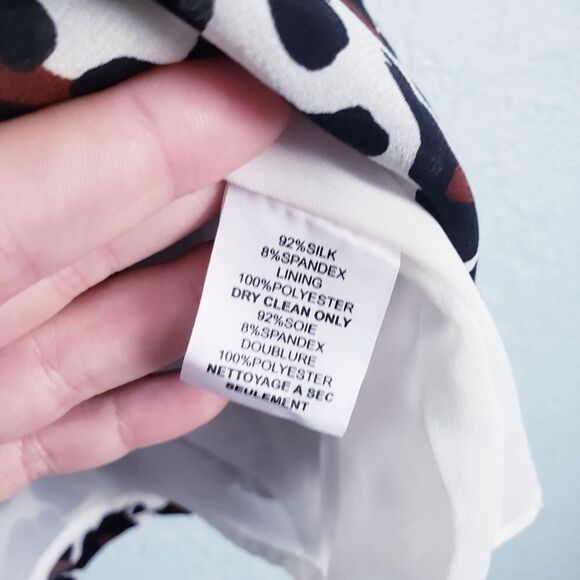 92%SILK
8%SPANDEX
LINING
100%POLYESTER
DRY CLEAN ONLY
92%SOIE
8%SPANDEX
DOUBLURE
100%POLYESTER
NETTOYAGE A SEC
SEULEMENT